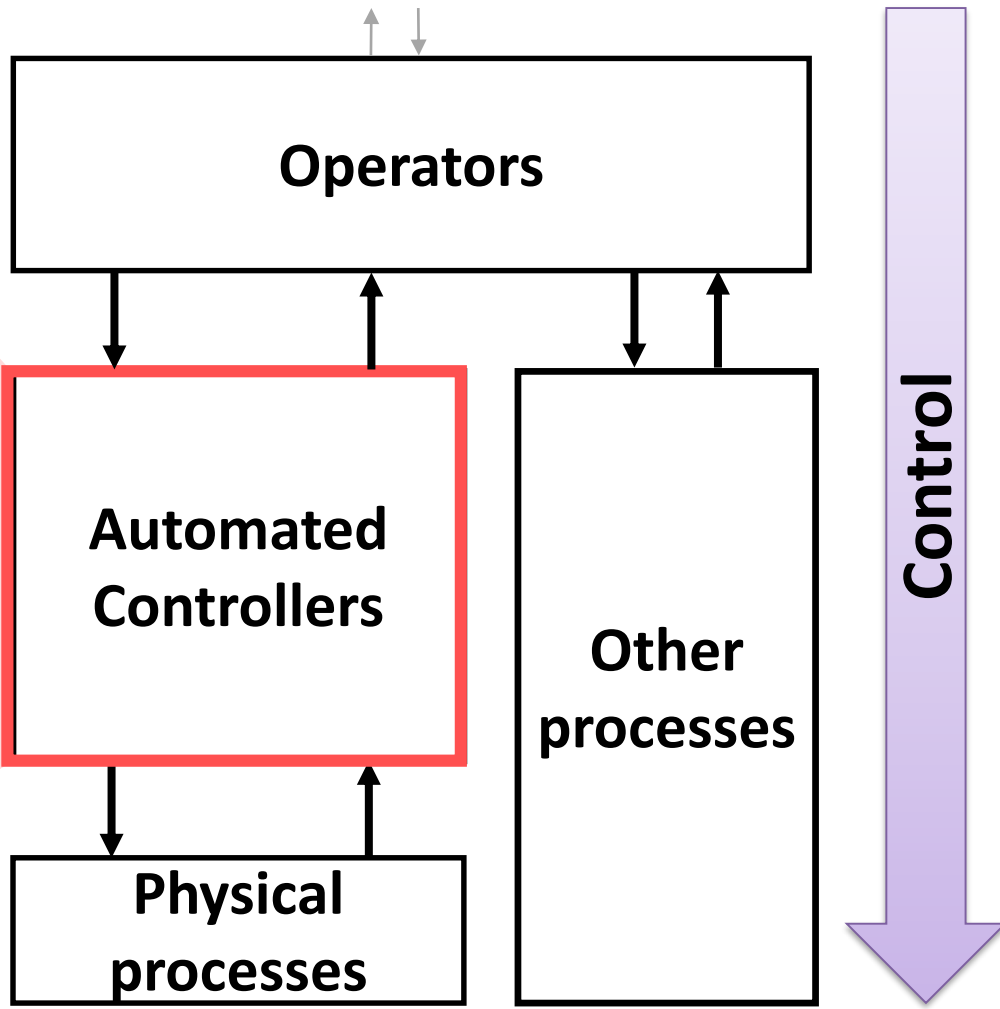 Operators
Automated
Controllers
Other
processes
Physical
processes
Control